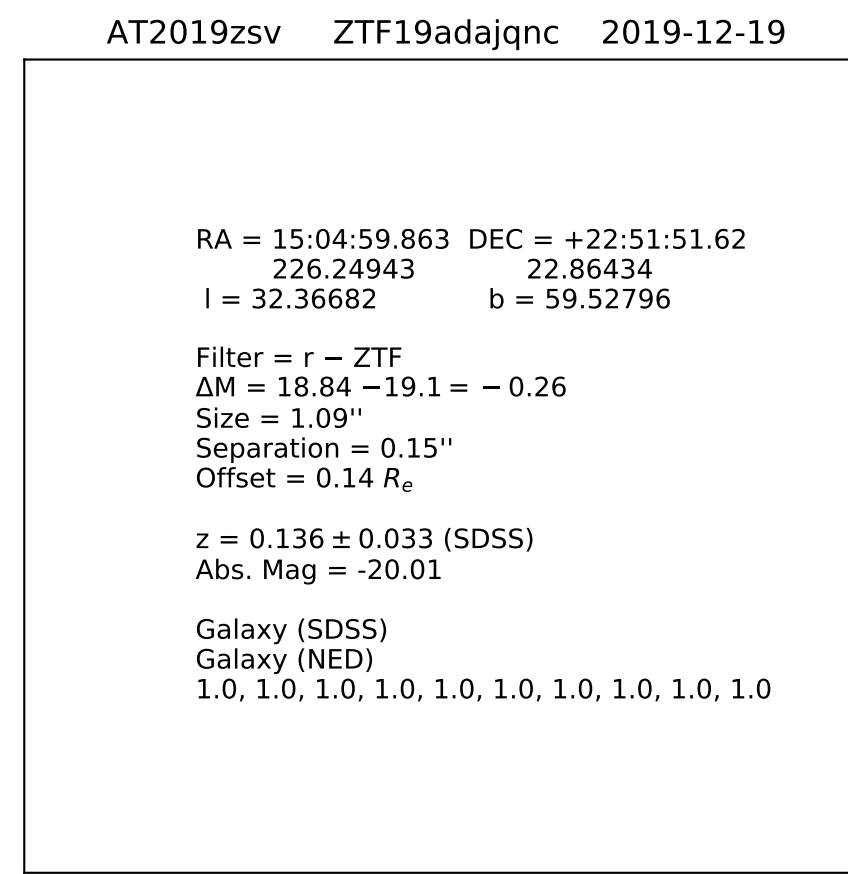 AT2019zsv ZTF19adajqnc 2019-12-19
RA = 15:04:59.863 DEC = +22:51:51.62
226.24943 22.86434
l = 32.36682 b = 59.52796
Filter = r − ZTF
ΔM = 18.84 −19.1 = − 0.26
Size = 1.09''
Separation = 0.15''
Offset = 0.14 Rₑ
z = 0.136 ± 0.033 (SDSS)
Abs. Mag = -20.01
Galaxy (SDSS)
Galaxy (NED)
1.0, 1.0, 1.0, 1.0, 1.0, 1.0, 1.0, 1.0, 1.0, 1.0